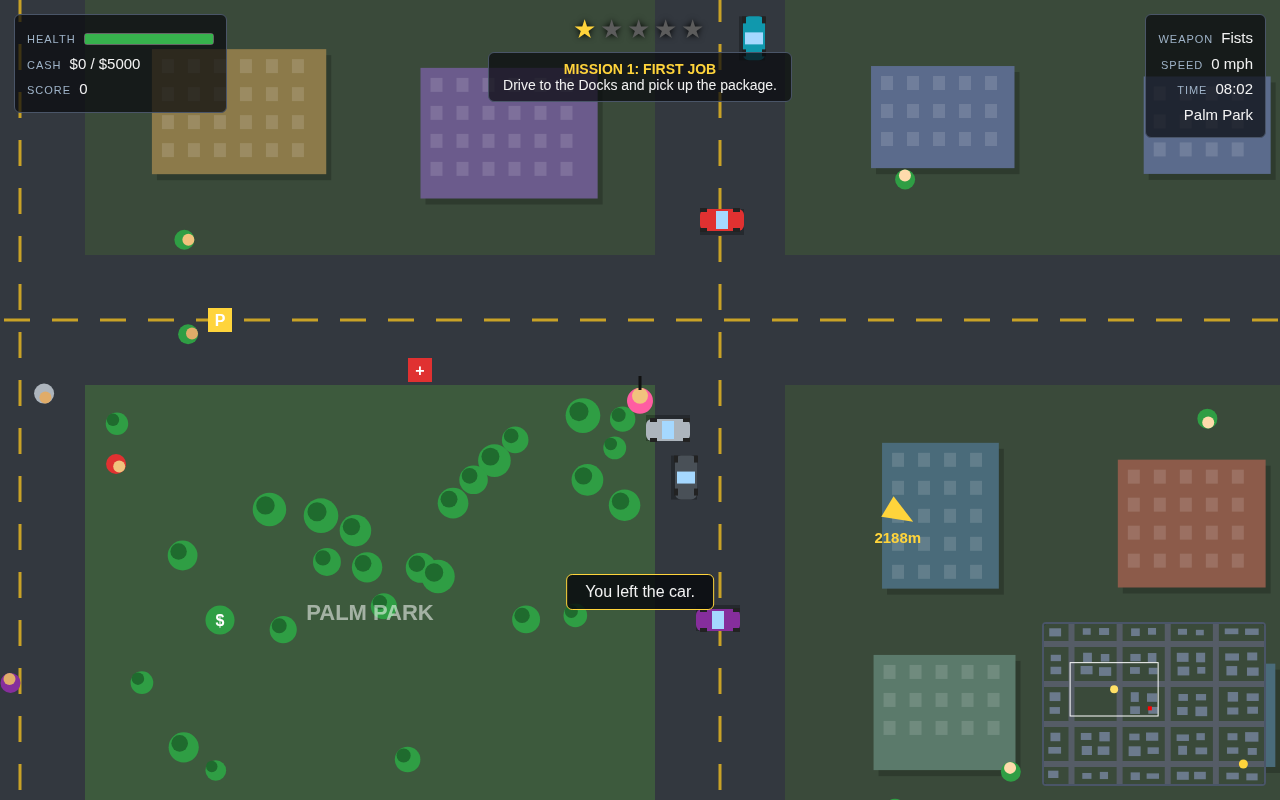 HEALTH
CASH $0 / $5000
SCORE 0
★★★★★
MISSION 1: FIRST JOB
Drive to the Docks and pick up the package.
WEAPON Fists
SPEED 0 mph
TIME 08:02
Palm Park
P
+
2188m
You left the car.
PALM PARK
$